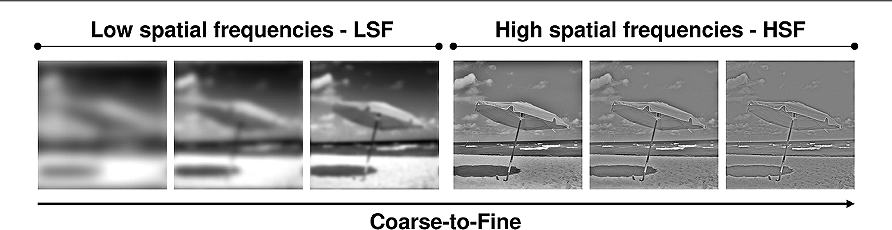 Low spatial frequencies - LSF
High spatial frequencies - HSF
Coarse-to-Fine